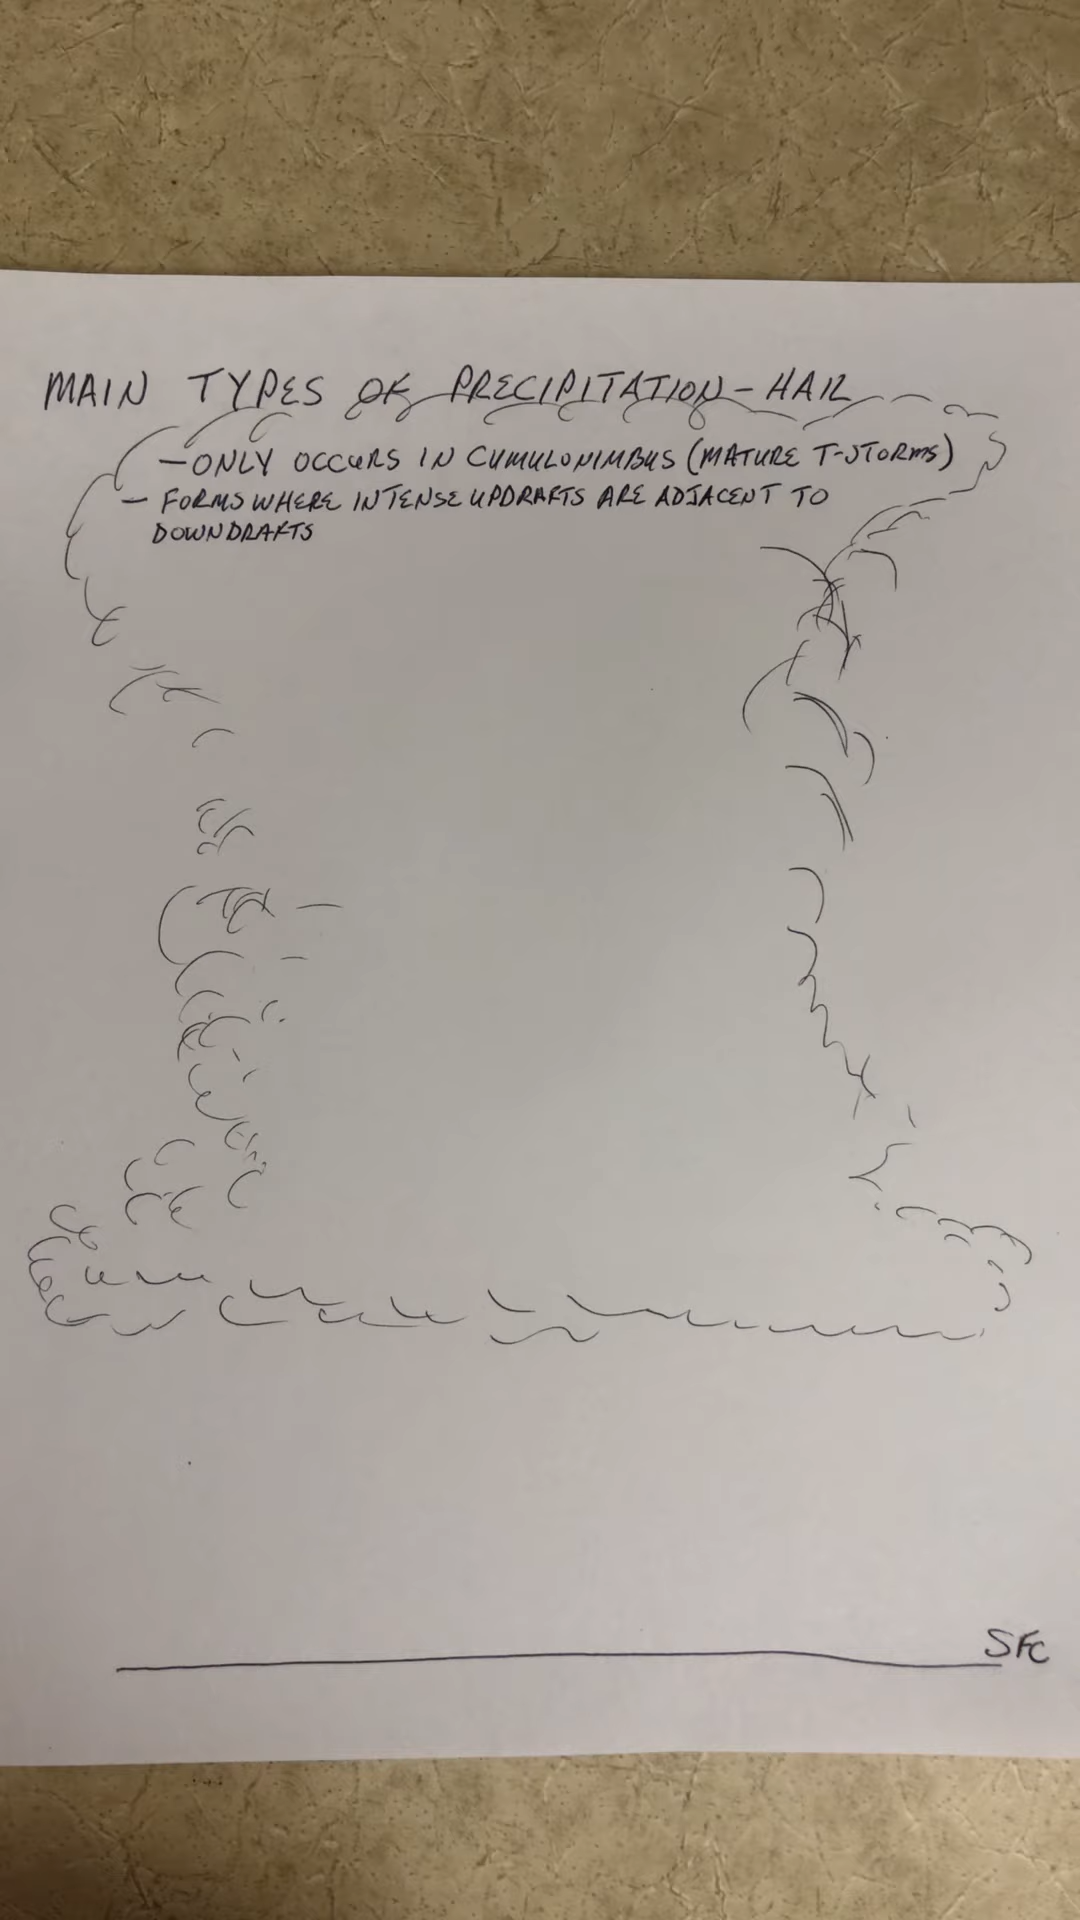 MAIN TYPES OF PRECIPITATION - HAIL
- ONLY OCCURS IN CUMULONIMBUS (MATURE T-STORMS)
- FORMS WHERE INTENSE UPDRAFTS ARE ADJACENT TO
DOWNDRAFTS
SFC